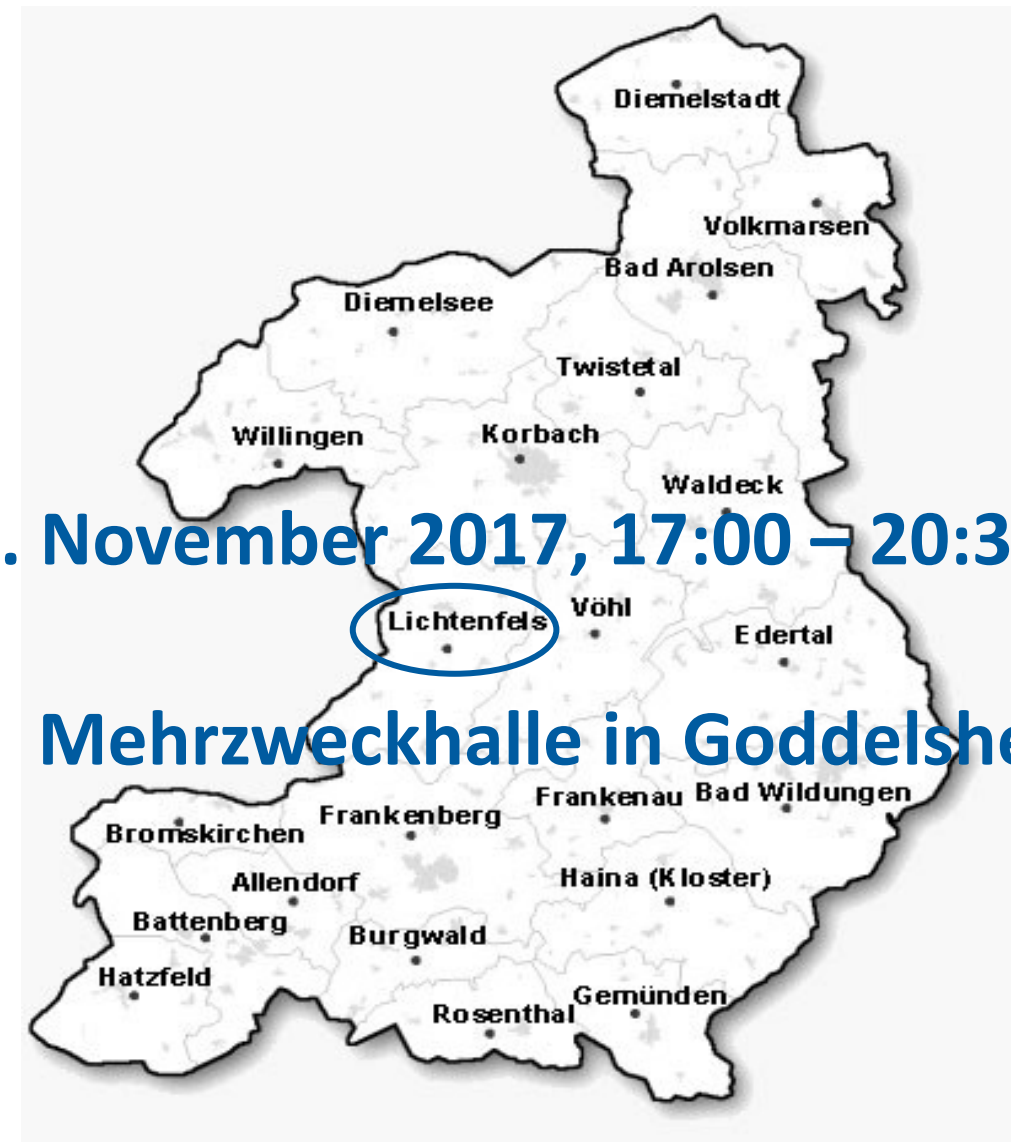 Diemelstadt
Volkmarsen
Bad Arolsen
Diemelsee
Twistetal
Willingen
Korbach
Waldeck
. November 2017, 17:00 – 20:3
Lichtenfels
Vöhl
Edertal
Mehrzweckhalle in Goddelshe
Frankenau
Bad Wildungen
Frankenberg
Bromskirchen
Allendorf
Haina (Kloster)
Battenberg
Burgwald
Hatzfeld
Gemünden
Rosenthal